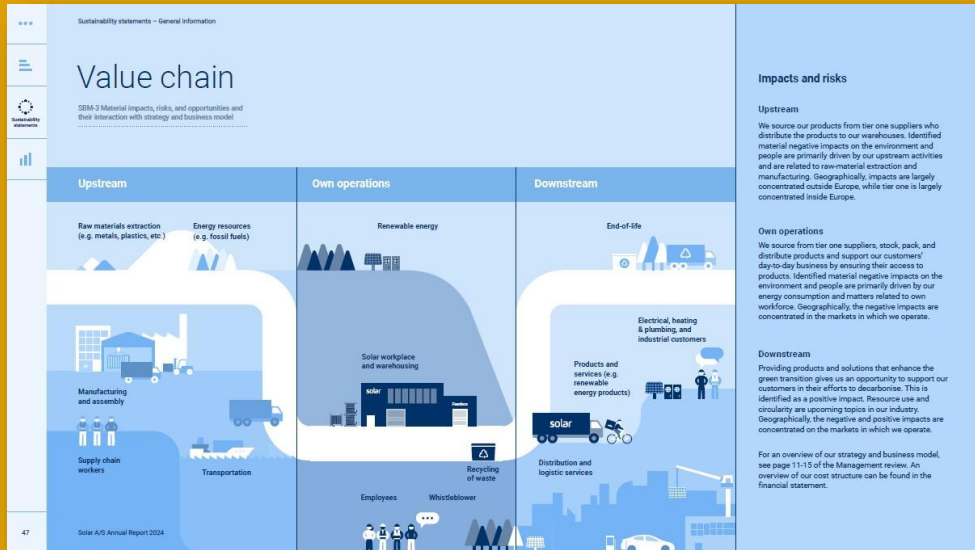 Sustainability statements – General information
Value chain
SBM-3 Material impacts, risks, and opportunities and
their interaction with strategy and business model
Sustainability
statements
Upstream
Own operations
Downstream
Raw materials extraction
(e.g. metals, plastics, etc.)
Energy resources
(e.g. fossil fuels)
Renewable energy
End-of-life
Electrical, heating
& plumbing, and
industrial customers
Solar workplace
and warehousing
Products and
services (e.g.
renewable
energy products)
solar
Manufacturing
and assembly
solar
Supply chain
workers
Transportation
Recycling
of waste
Distribution and
logistic services
Employees
Whistleblower
47
Solar A/S Annual Report 2024
Impacts and risks
Upstream
We source our products from tier one suppliers who
distribute the products to our warehouses. Identified
material negative impacts on the environment and
people are primarily driven by our upstream activities
and are related to raw-material extraction and
manufacturing. Geographically, impacts are largely
concentrated outside Europe, while tier one is largely
concentrated inside Europe.
Own operations
We source from tier one suppliers, stock, pack, and
distribute products and support our customers'
day-to-day business by ensuring their access to
products. Identified material negative impacts on the
environment and people are primarily driven by our
energy consumption and matters related to own
workforce. Geographically, the negative impacts are
concentrated in the markets in which we operate.
Downstream
Providing products and solutions that enhance the
green transition gives us an opportunity to support our
customers in their efforts to decarbonise. This is
identified as a positive impact. Resource use and
circularity are upcoming topics in our industry.
Geographically, the negative and positive impacts are
concentrated on the markets in which we operate.
For an overview of our strategy and business model,
see page 11-15 of the Management review. An
overview of our cost structure can be found in the
financial statement.